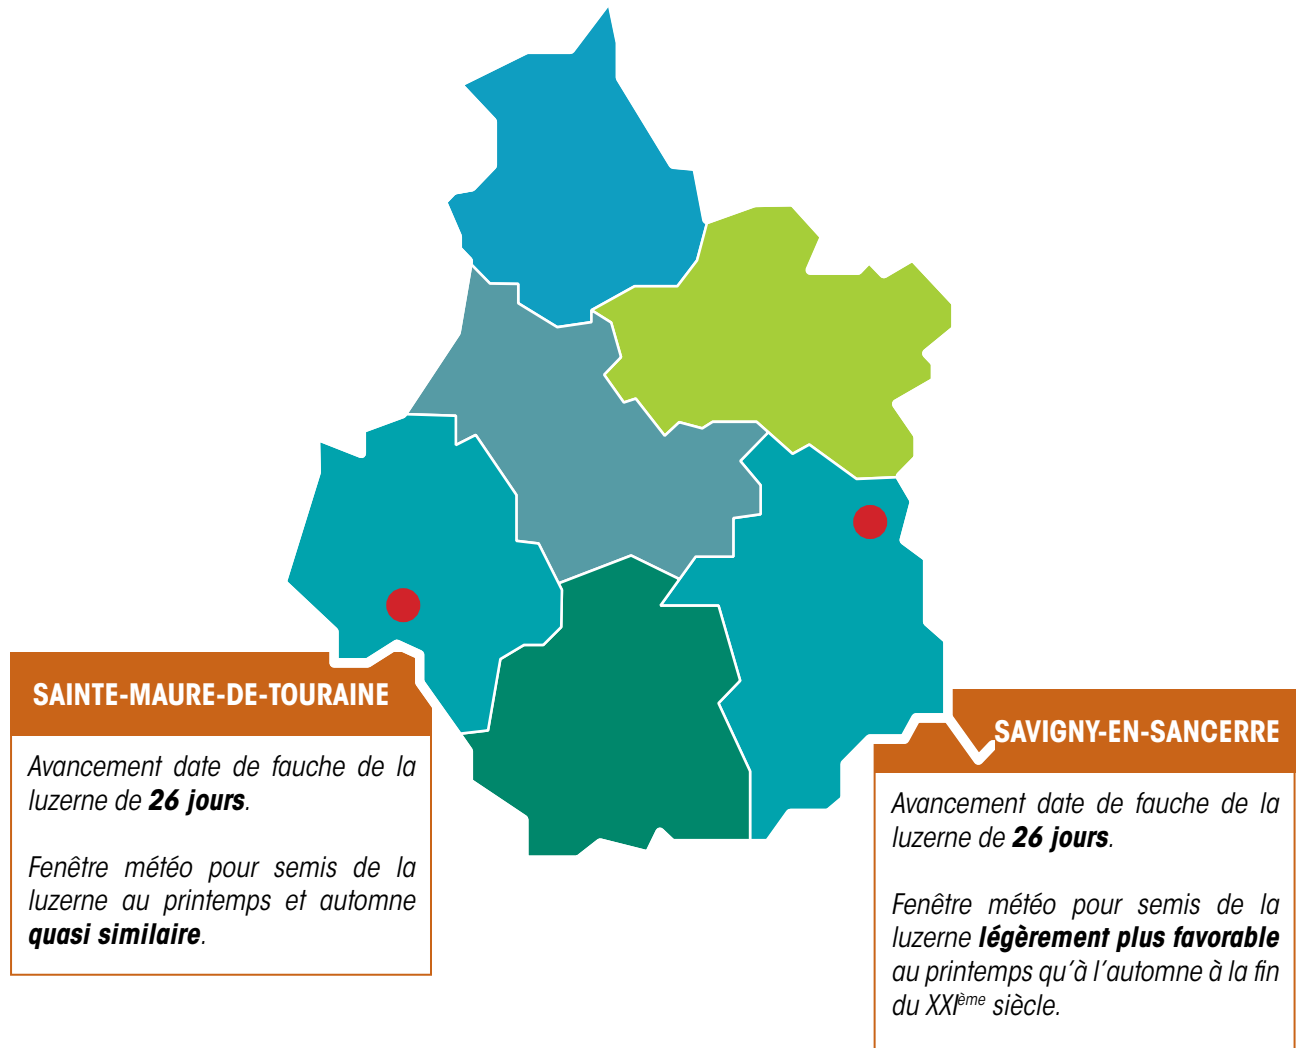 SAINTE-MAURE-DE-TOURAINE
Avancement date de fauche de la
luzerne de 26 jours.
Fenêtre météo pour semis de la
luzerne au printemps et automne
quasi similaire.
SAVIGNY-EN-SANCERRE
Avancement date de fauche de la
luzerne de 26 jours.
Fenêtre météo pour semis de la
luzerne légèrement plus favorable
au printemps qu'à l'automne à la fin
du XXIème siècle.